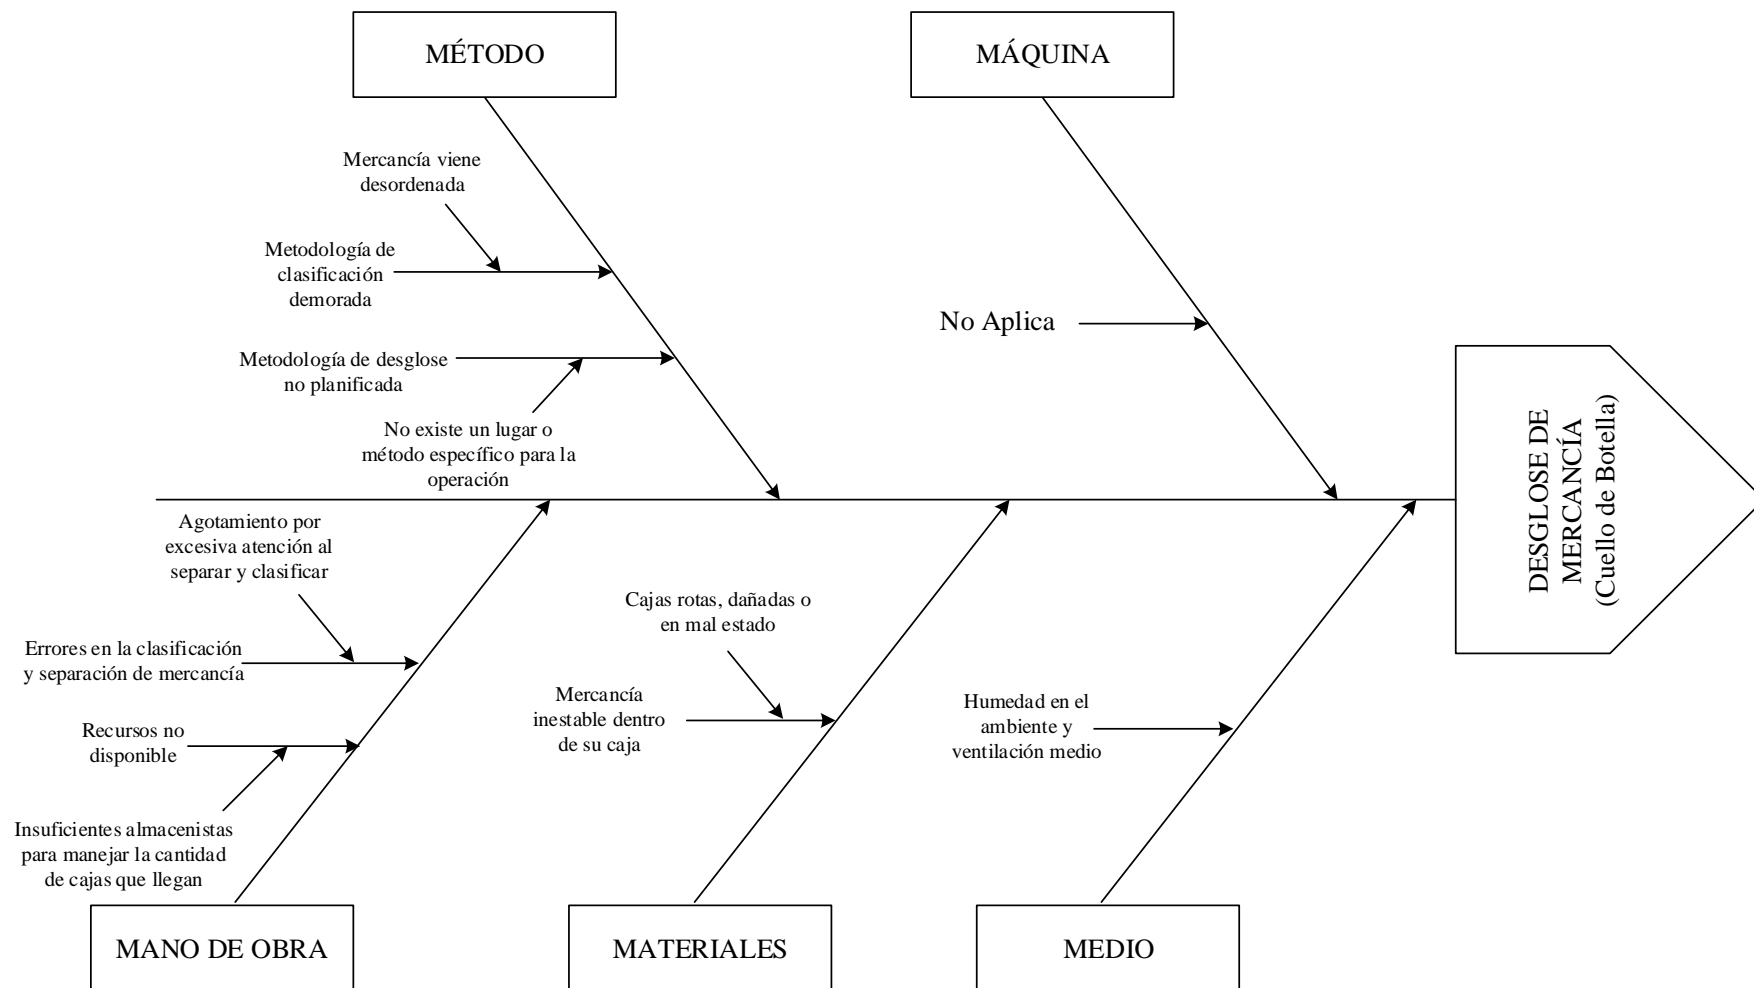 MÉTODO
MÁQUINA
Mercancía viene
desordenada
Metodología de
clasificación
demorada
No Aplica
Metodología de desglose
no planificada
No existe un lugar o
método específico para la
operación
DESGLOSE DE
MERCANCÍA
(Cuello de Botella)
Agotamiento por
excesiva atención al
separar y clasificar
Errores en la clasificación
y separación de mercancía
Recursos no
disponible
Insuficientes almacenistas
para manejar la cantidad
de cajas que llegan
Cajas rotas, dañadas o
en mal estado
Mercancía
inestable dentro
de su caja
Humedad en el
ambiente y
ventilación medio
MANO DE OBRA
MATERIALES
MEDIO